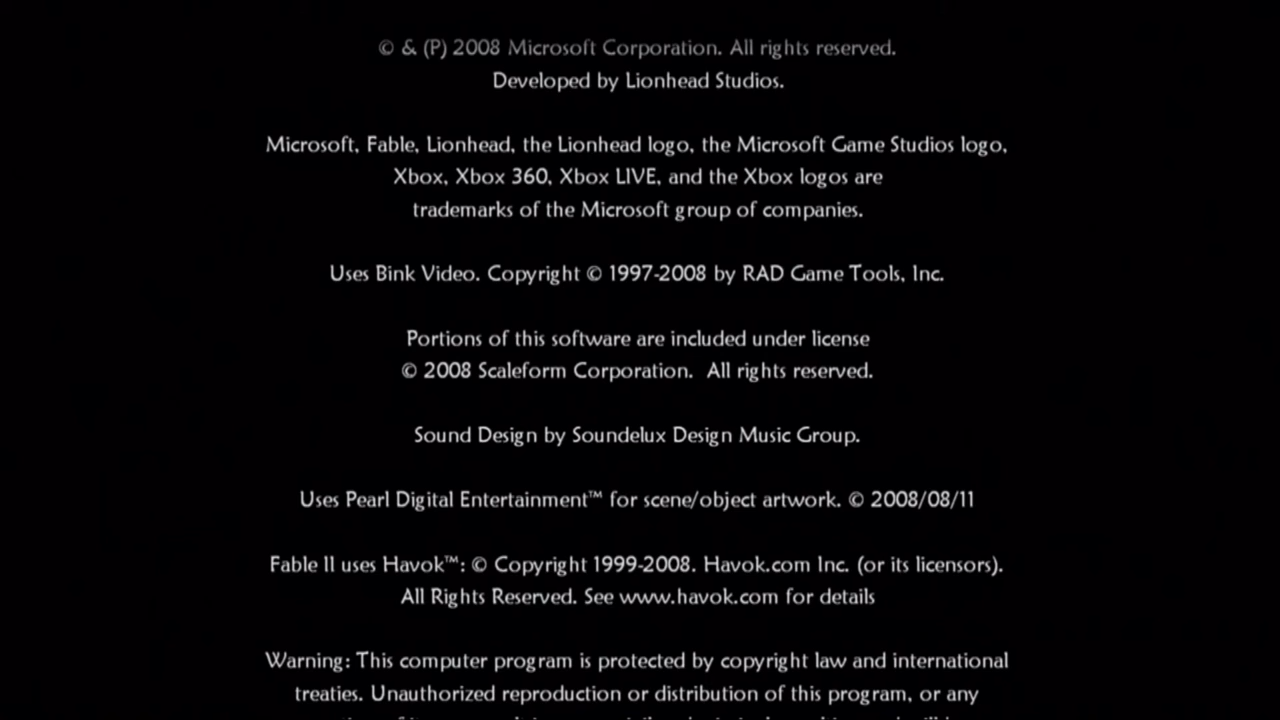 © & (P) 2008 Microsoft Corporation. All rights reserved.
Developed by Lionhead Studios.
Microsoft, Fable, Lionhead, the Lionhead logo, the Microsoft Game Studios logo,
Xbox, Xbox 360, Xbox LIVE, and the Xbox logos are
trademarks of the Microsoft group of companies.
Uses Bink Video. Copyright © 1997-2008 by RAD Game Tools, Inc.
Portions of this software are included under license
© 2008 Scaleform Corporation.  All rights reserved.
Sound Design by Soundelux Design Music Group.
Uses Pearl Digital Entertainment™ for scene/object artwork. © 2008/08/11
Fable II uses Havok™: © Copyright 1999-2008. Havok.com Inc. (or its licensors).
All Rights Reserved. See www.havok.com for details
Warning: This computer program is protected by copyright law and international
treaties. Unauthorized reproduction or distribution of this program, or any